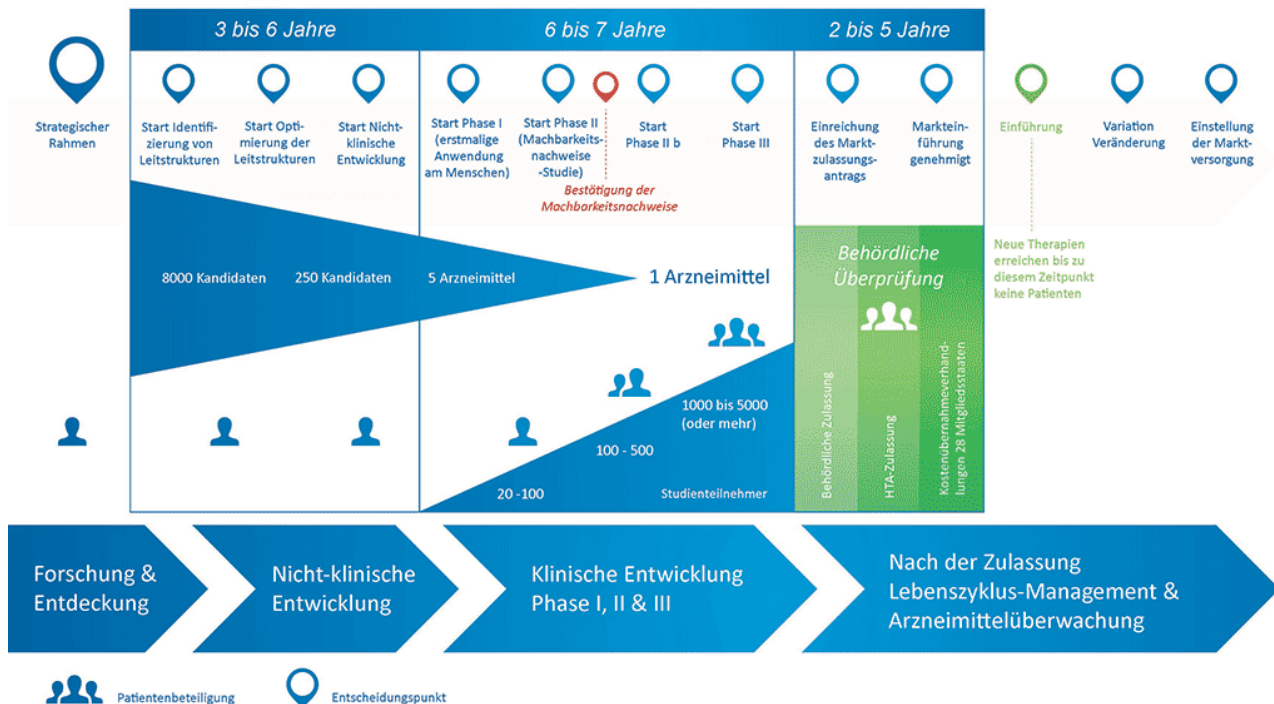 3 bis 6 Jahre
6 bis 7 Jahre
2 bis 5 Jahre
Strategischer
Rahmen
Start Identifi-
zierung von
Leitstrukturen
Start Opti-
mierung der
Leitstrukturen
Start Nicht-
klinische
Entwicklung
Start Phase I
(erstmalige
Anwendung
am Menschen)
Start Phase II
(Machbarkeits-
nachweise
-Studie)
Bestätigung der
Machbarkeitsnachweise
Start
Phase II b
Start
Phase III
Einreichung
des Markt-
zulassungs-
antrags
Marktein-
führung
genehmigt
Einführung
Variation
Veränderung
Einstellung
der Markt-
versorgung
8000 Kandidaten
250 Kandidaten
5 Arzneimittel
1 Arzneimittel
Behördliche
Überprüfung
Neue Therapien
erreichen bis zu
diesem Zeitpunkt
keine Patienten
20 -100
100 - 500
1000 bis 5000
(oder mehr)
Studienteilnehmer
Behördliche Zulassung
HTA-Zulassung
Kostenübernahmeverhand-
lungen 28 Mitgliedsstaaten
Forschung &
Entdeckung
Nicht-klinische
Entwicklung
Klinische Entwicklung
Phase I, II & III
Nach der Zulassung
Lebenszyklus-Management &
Arzneimittelüberwachung
Patientenbeteiligung
Entscheidungspunkt